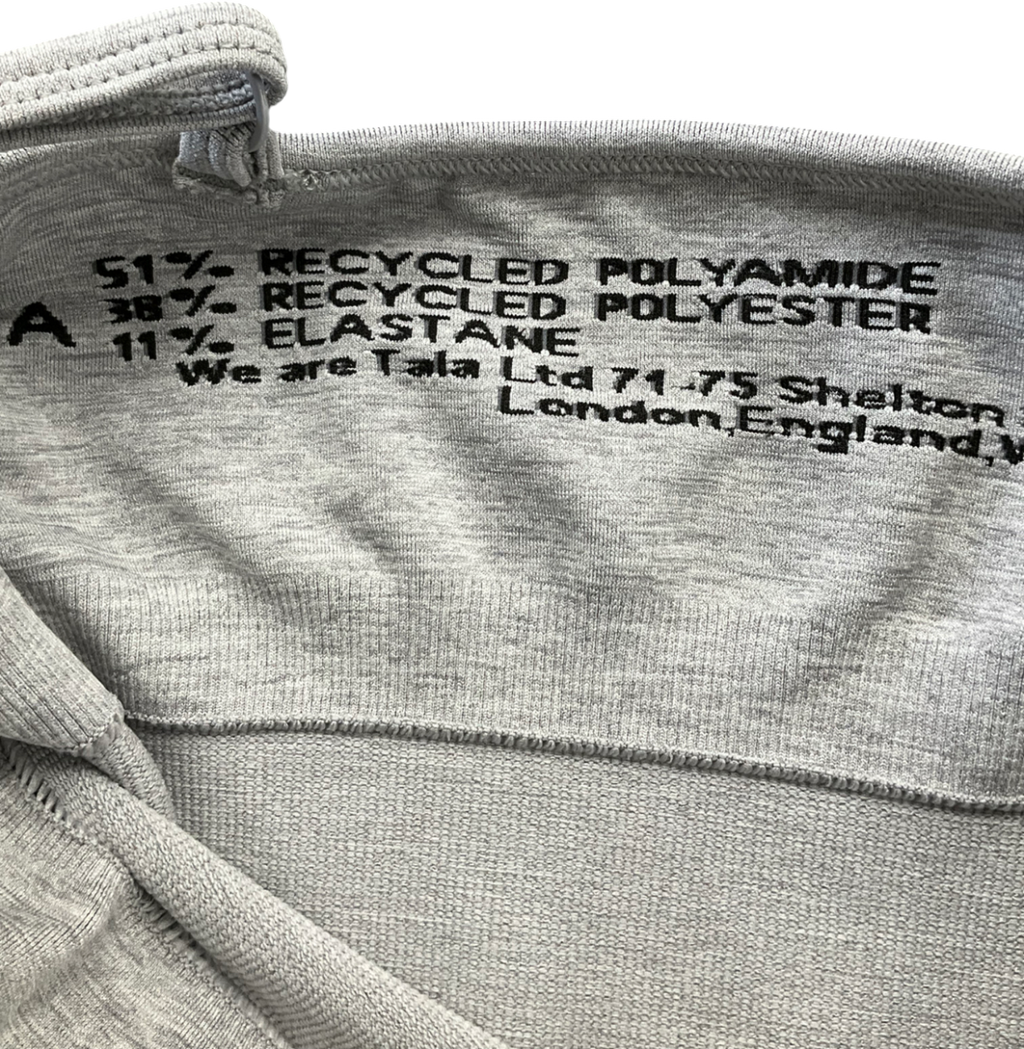 51% RECYCLED POLYAMIDE
38% RECYCLED POLYESTER
A
11% ELASTANE
We are Tala Ltd 71-75 Shelton
London,England,W